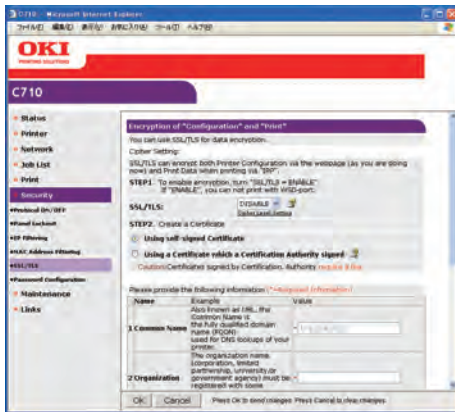 C710 - Microsoft Internet Explorer
ファイル(F) 編集(E) 表示(V) お気に入り(A) ツール(T) ヘルプ(H)
OKI
PRINTING SOLUTIONS
C710
Status
Printer
Network
Job List
Print
Security
Protocol ON/OFF
Panel Lockout
IP Filtering
MAC Address Filtering
SSL/TLS
Password Configuration
Maintenance
Links
Encryption of "Configuration" and "Print"
You can use SSL/TLS for data encryption.
Cipher Setting:
SSL/TLS can encrypt both Printer Configuration via the webpage (as you are doing
now) and Print Data when printing via "IPP".
STEP1. To enable encryption, turn "SSL/TLS = ENABLE"
If "ENABLE", you can not print with WSD-port.
SSL/TLS: DISABLE
Cipher Level Setting
STEP2. Create a Certificate
Using self-signed Certificate
Using a Certificate which a Certification Authority signed
Caution:Certificates signed by Certification. Authority require a fee.
Please provide the following information (*=Required Information)
Name Example Value
1 Common Name Also known as URL, the
Common Name is
the fully qualified domain
name (FQDN)
used for DNS lookups of your
printer.
2 Organization The organization name
(corporation, limited
partnership, university,or
government agency) must be
registered with some
OK Cancel Press OK to send changes. Press Cancel to clear changes.